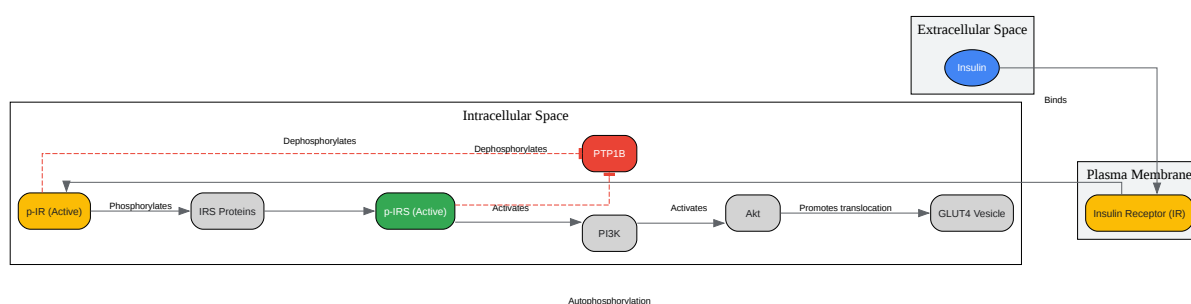 Extracellular Space
Insulin
Binds
Intracellular Space
Dephosphorylates
Dephosphorylates
PTP1B
Plasma Membrane
p-IR (Active)
Phosphorylates
IRS Proteins
p-IRS (Active)
Activates
PI3K
Activates
Akt
Promotes translocation
GLUT4 Vesicle
Insulin Receptor (IR)
Autophosphorylation